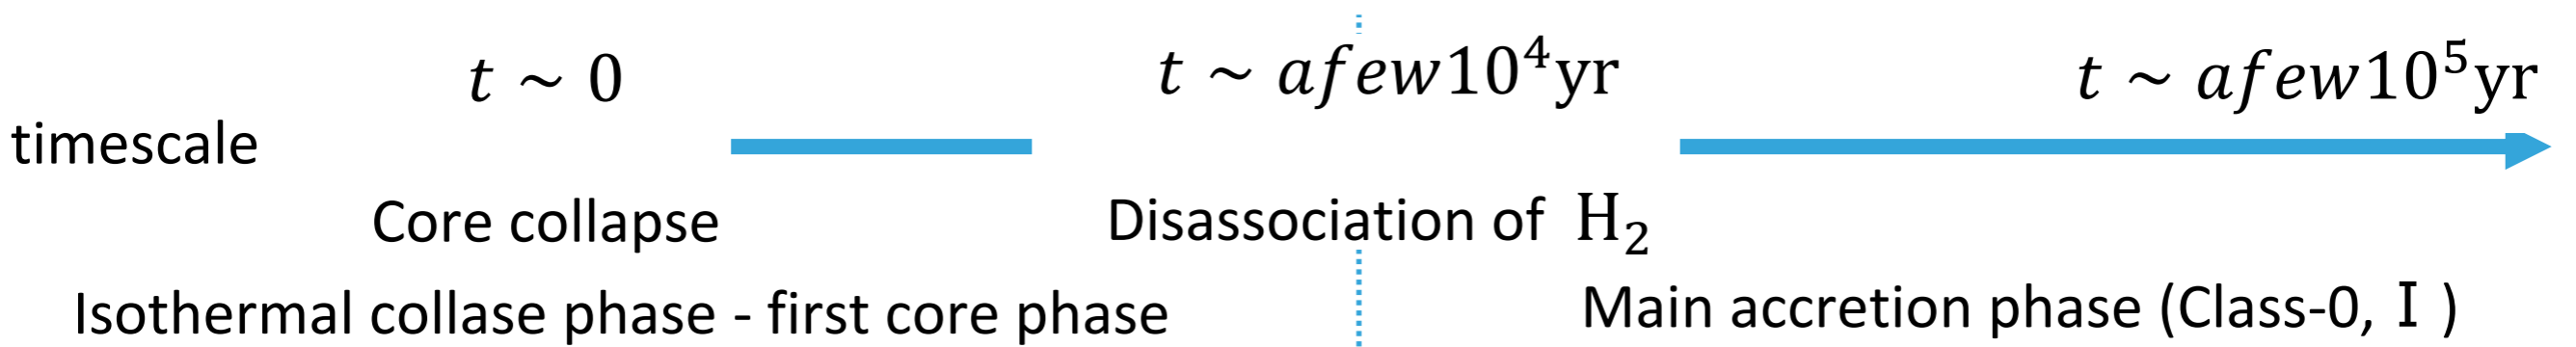 t ~ 0
t ~ afew10⁴yr
t ~ afew10⁵yr
timescale
Core collapse
Disassociation of H₂
Isothermal collase phase - first core phase
Main accretion phase (Class-0, I )